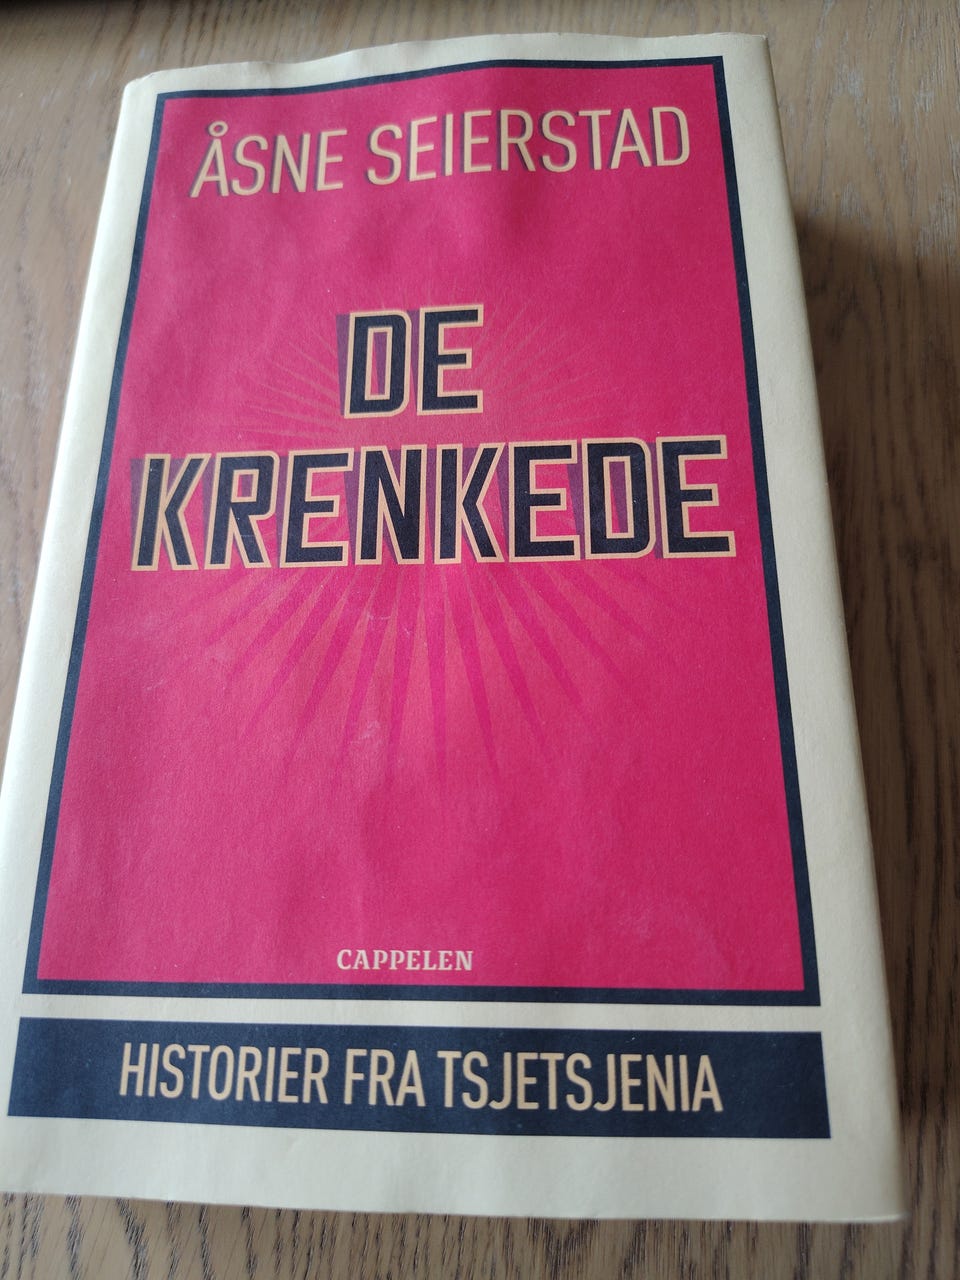 ÅSNE SEIERSTAD
DE
KRENKEDE
CAPPELEN
HISTORIER FRA TSJETSJENIA